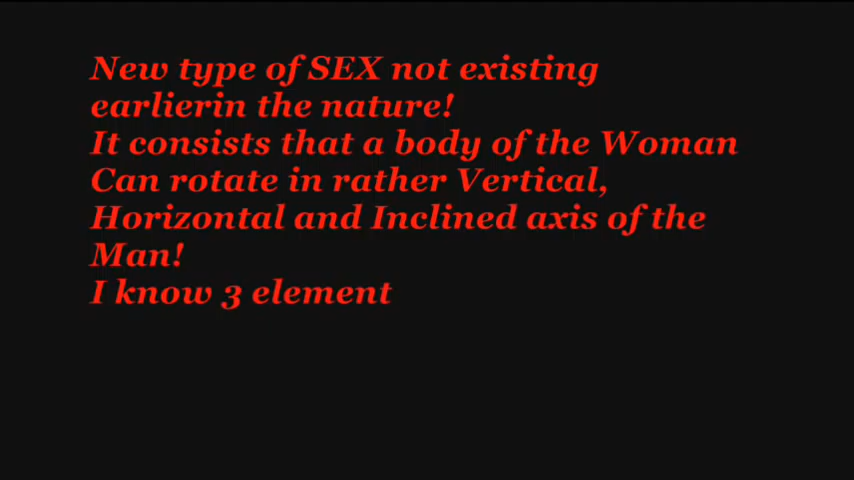 New type of SEX not existing
earlierin the nature!
It consists that a body of the Woman
Can rotate in rather Vertical,
Horizontal and Inclined axis of the
Man!
I know 3 element